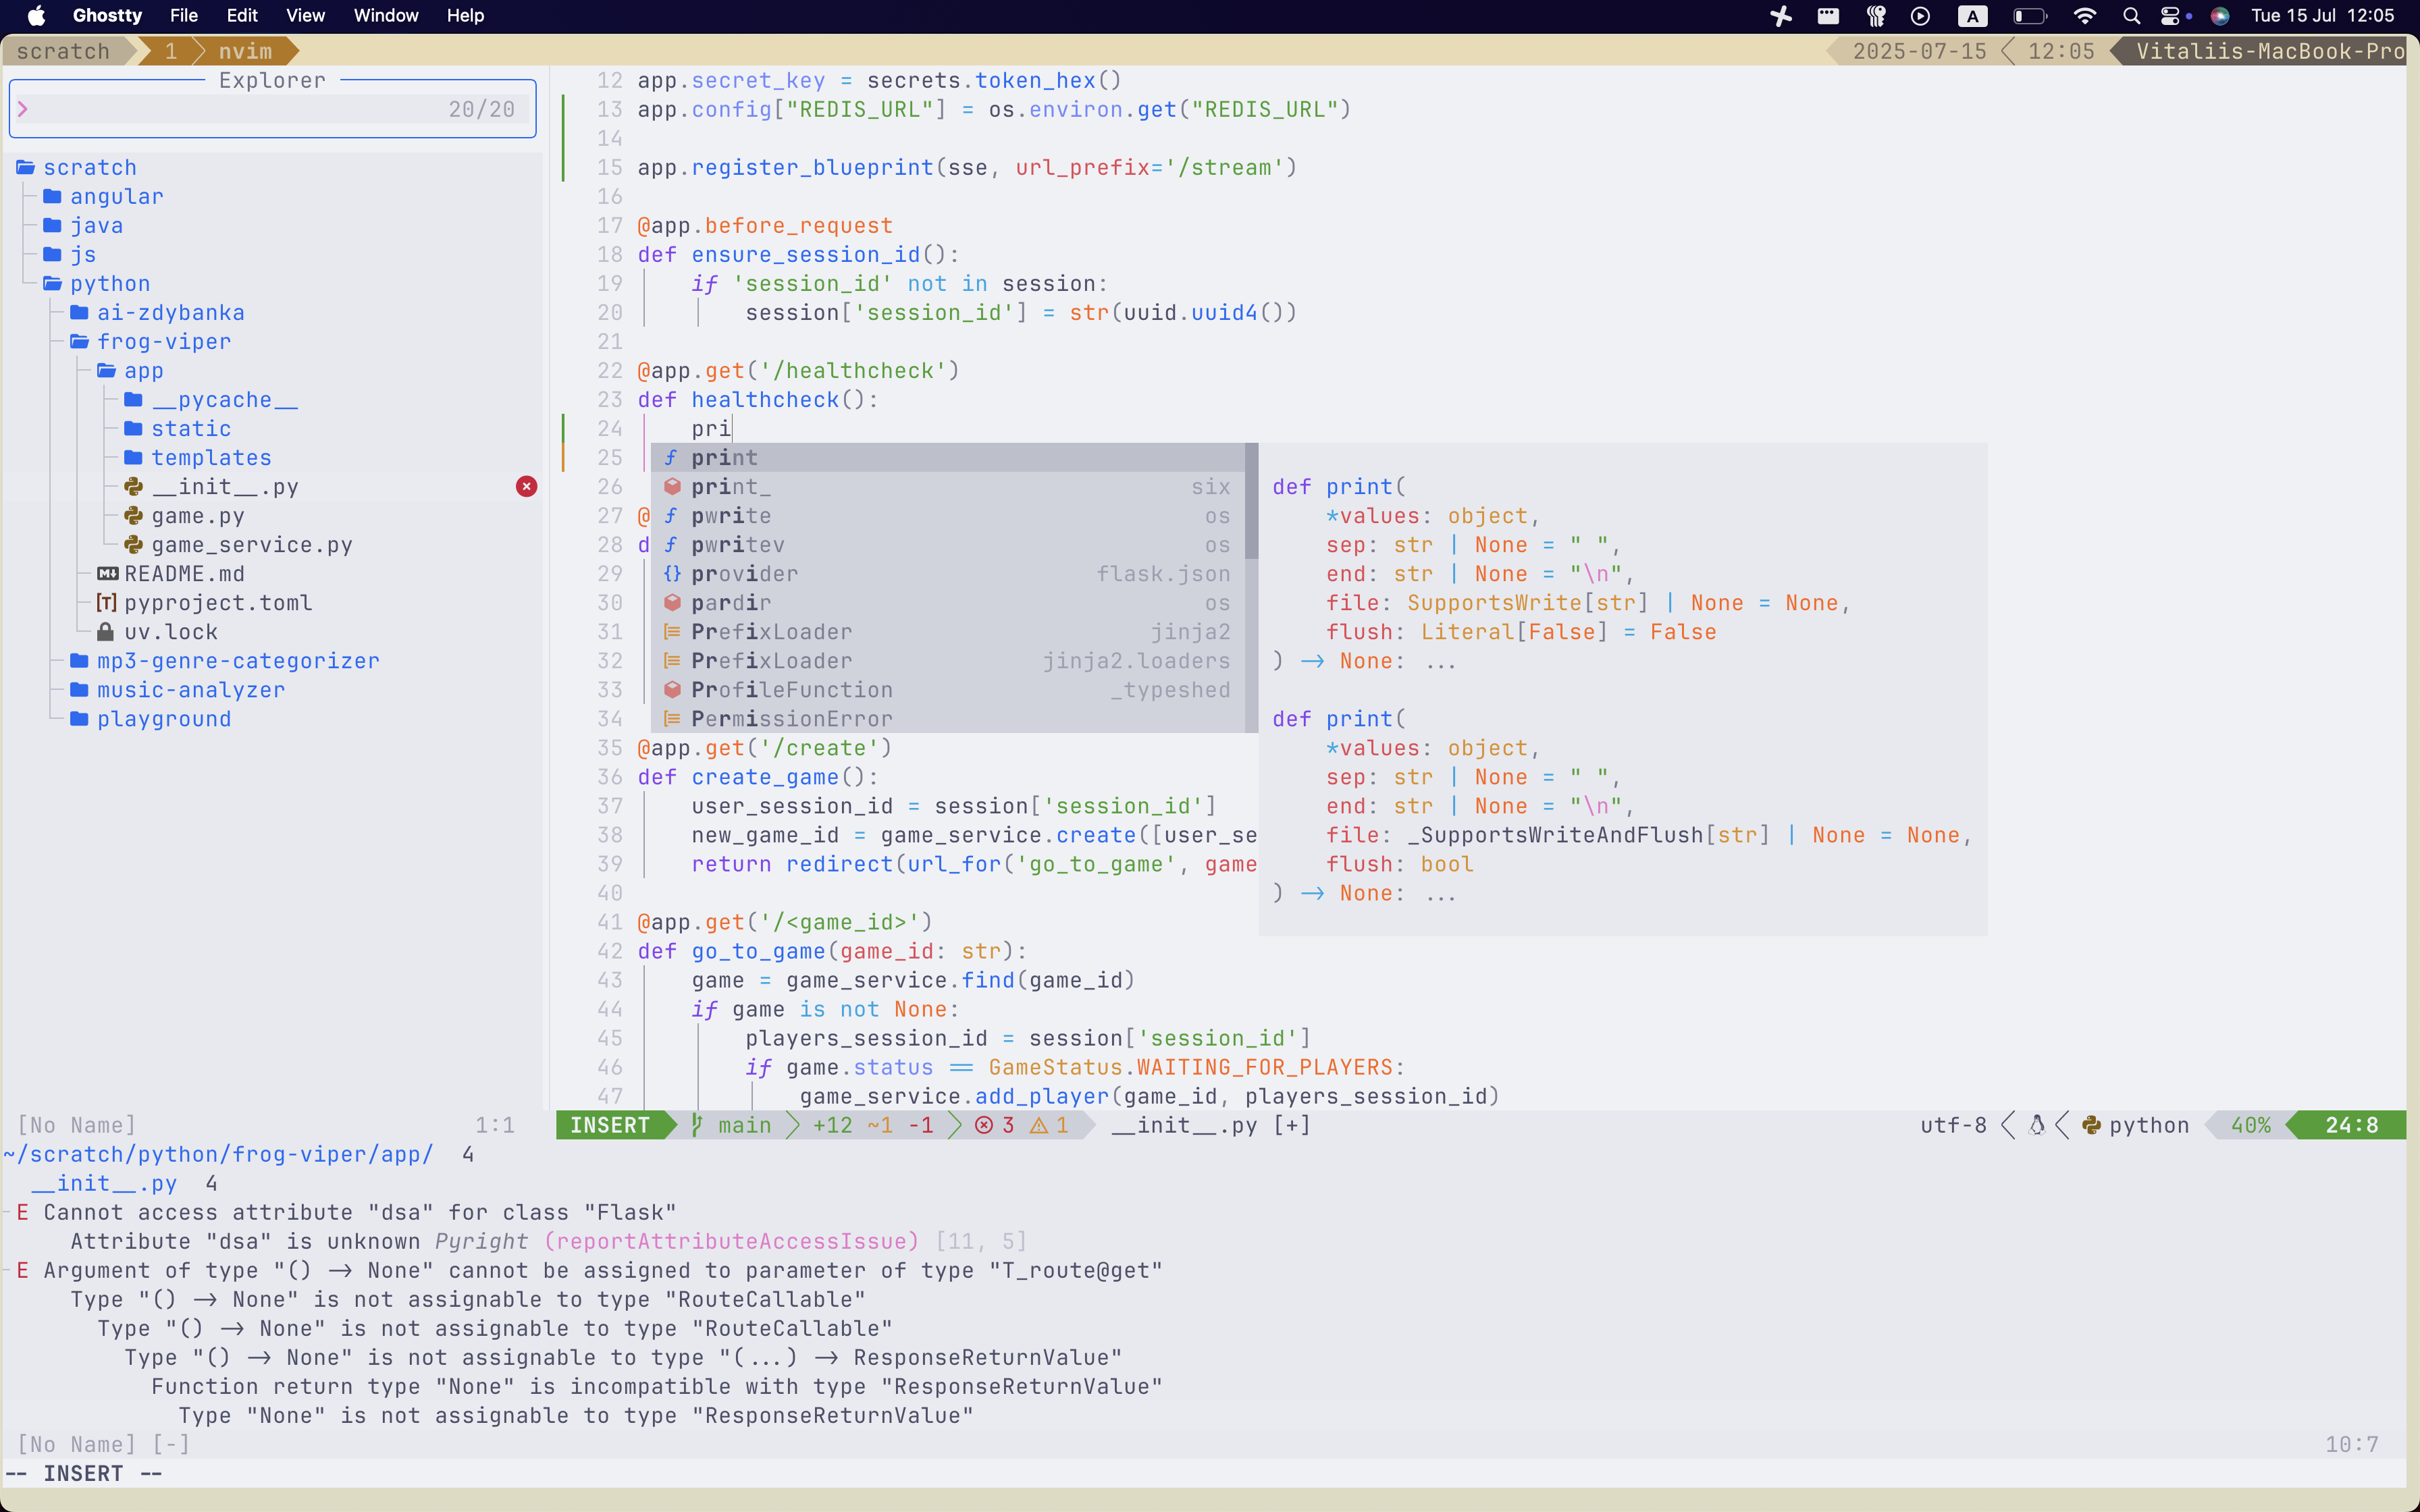 Ghostty File Edit View Window Help
A Tue 15 Jul 12:05
scratch 1 nvim
2025-07-15 12:05 Vitaliis-MacBook-Pro
Explorer
20/20
scratch
angular
java
js
python
ai-zdybanka
frog-viper
app
__pycache__
static
templates
__init__.py
game.py
game_service.py
README.md
pyproject.toml
uv.lock
mp3-genre-categorizer
music-analyzer
playground
[No Name] 1:1
12 app.secret_key = secrets.token_hex()
13 app.config["REDIS_URL"] = os.environ.get("REDIS_URL")
14
15 app.register_blueprint(sse, url_prefix='/stream')
16
17 @app.before_request
18 def ensure_session_id():
19 if 'session_id' not in session:
20 session['session_id'] = str(uuid.uuid4())
21
22 @app.get('/healthcheck')
23 def healthcheck():
24 pri
25
26
27 @
28 d
29
30
31
32
33
34
print
print_ six
pwrite os
pwritev os
provider flask.json
pardir os
PrefixLoader jinja2
PrefixLoader jinja2.loaders
ProfileFunction _typeshed
PermissionError
def print(
*values: object,
sep: str | None = " ",
end: str | None = "\n",
file: SupportsWrite[str] | None = None,
flush: Literal[False] = False
) → None: ...
def print(
*values: object,
sep: str | None = " ",
end: str | None = "\n",
file: _SupportsWriteAndFlush[str] | None = None,
flush: bool
) → None: ...
35 @app.get('/create')
36 def create_game():
37 user_session_id = session['session_id']
38 new_game_id = game_service.create([user_se
39 return redirect(url_for('go_to_game', game
40
41 @app.get('/<game_id>')
42 def go_to_game(game_id: str):
43 game = game_service.find(game_id)
44 if game is not None:
45 players_session_id = session['session_id']
46 if game.status == GameStatus.WAITING_FOR_PLAYERS:
47 game_service.add_player(game_id, players_session_id)
INSERT main +12 ~1 -1 3 1 __init__.py [+] utf-8 python 40% 24:8
~/scratch/python/frog-viper/app/ 4
__init__.py 4
E Cannot access attribute "dsa" for class "Flask"
Attribute "dsa" is unknown Pyright (reportAttributeAccessIssue) [11, 5]
E Argument of type "() → None" cannot be assigned to parameter of type "T_route@get"
Type "() → None" is not assignable to type "RouteCallable"
Type "() → None" is not assignable to type "RouteCallable"
Type "() → None" is not assignable to type "(...) → ResponseReturnValue"
Function return type "None" is incompatible with type "ResponseReturnValue"
Type "None" is not assignable to type "ResponseReturnValue"
[No Name] [-] 10:7
-- INSERT --